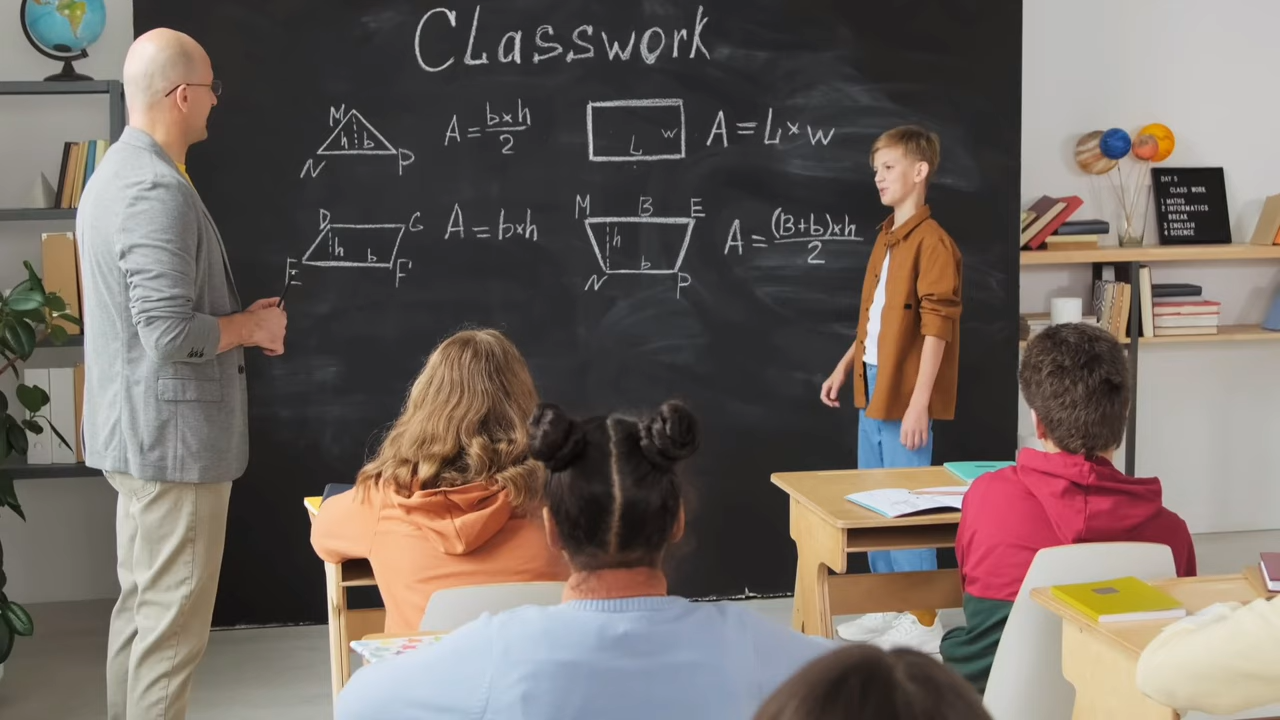 Classwork
M
h b
N P
A = b×h/2
L w
A = L×w
D C
h b
E F
A = b×h
M B E
h
b
N P
A = (B+b)×h/2
DAY 5
CLASS WORK
1 MATHS
2 INFORMATICS
BREAK
3 ENGLISH
4 SCIENCE